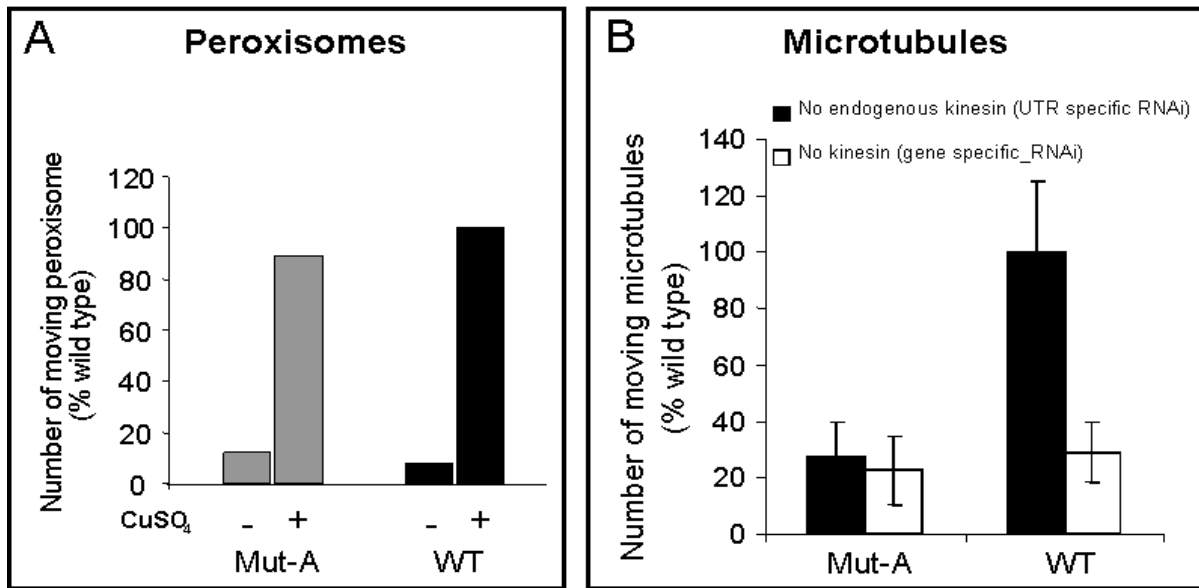 A
Peroxisomes
Number of moving peroxisome
(% wild type)
120
100
80
60
40
20
0
CuSO4 - + - +
Mut-A WT
B
Microtubules
No endogenous kinesin (UTR specific RNAi)
No kinesin (gene specific_RNAi)
Number of moving microtubules
(% wild type)
140
120
100
80
60
40
20
0
Mut-A WT